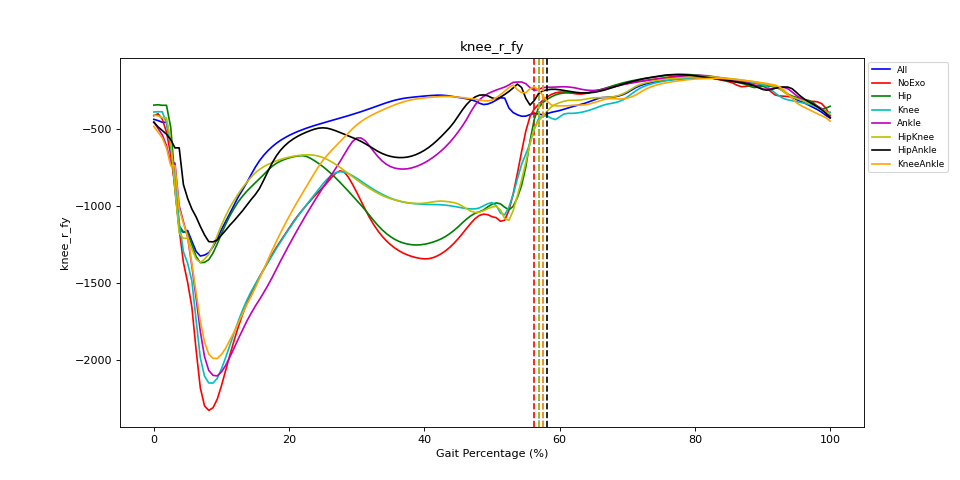 knee_r_fy
All
NoExo
Hip
Knee
Ankle
HipKnee
HipAnkle
KneeAnkle
−500
−1000
−1500
−2000
knee_r_fy
0 20 40 60 80 100
Gait Percentage (%)